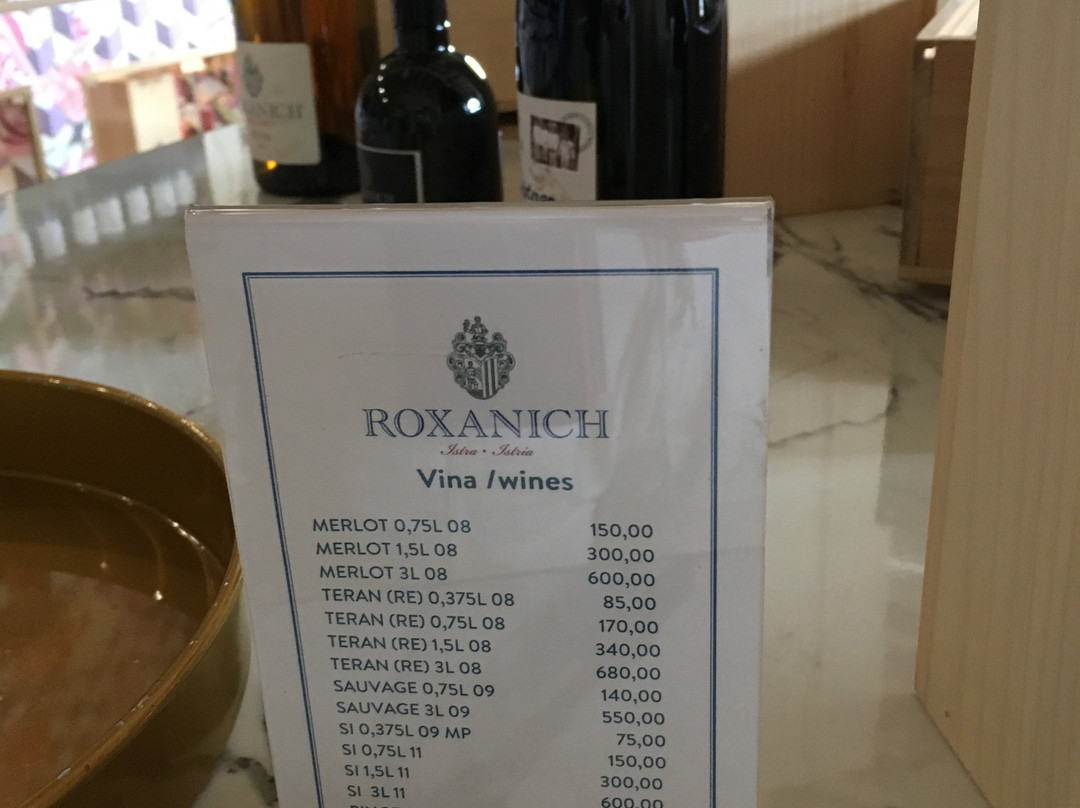 ROXANICH
Istra • Istria
Vina /wines
MERLOT 0,75L 08 150,00
MERLOT 1,5L 08 300,00
MERLOT 3L 08 600,00
TERAN (RE) 0,375L 08 85,00
TERAN (RE) 0,75L 08 170,00
TERAN (RE) 1,5L 08 340,00
TERAN (RE) 3L 08 680,00
SAUVAGE 0,75L 09 140,00
SAUVAGE 3L 09 550,00
SI 0,375L 09 MP 75,00
SI 0,75L 11 150,00
SI 1,5L 11 300,00
SI 3L 11 600,00